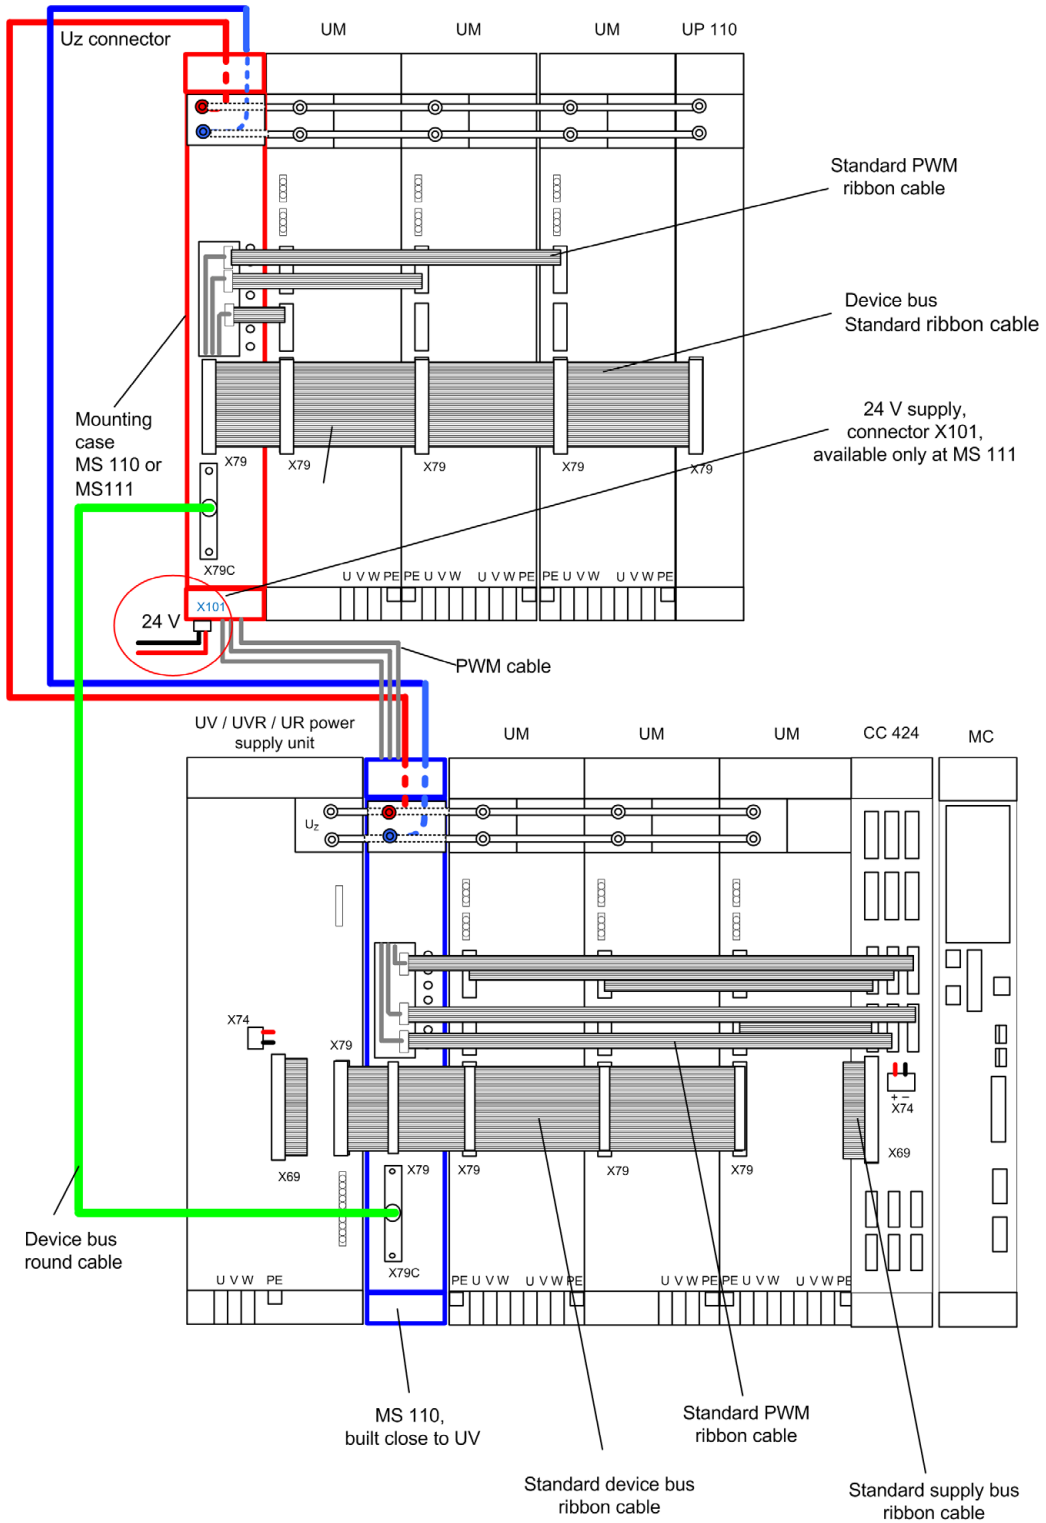 Uz connector
UM
UM
UM
UP 110
Standard PWM
ribbon cable
Device bus
Standard ribbon cable
Mounting
case
MS 110 or
MS111
24 V supply,
connector X101,
available only at MS 111
X79
X79
X79
X79
X79
X79C
U V W PE
PE U V W
U V W PE
PE U V W
U V W PE
X101
24 V
PWM cable
UV / UVR / UR power
supply unit
UM
UM
UM
CC 424
MC
Uz
X74
X79
X69
X79
X79
X79
X79
+ −
X74
X69
X79C
Device bus
round cable
U V W PE
PE U V W
U V W PE
U V W PE
PE U V W
U V W PE
MS 110,
built close to UV
Standard PWM
ribbon cable
Standard device bus
ribbon cable
Standard supply bus
ribbon cable